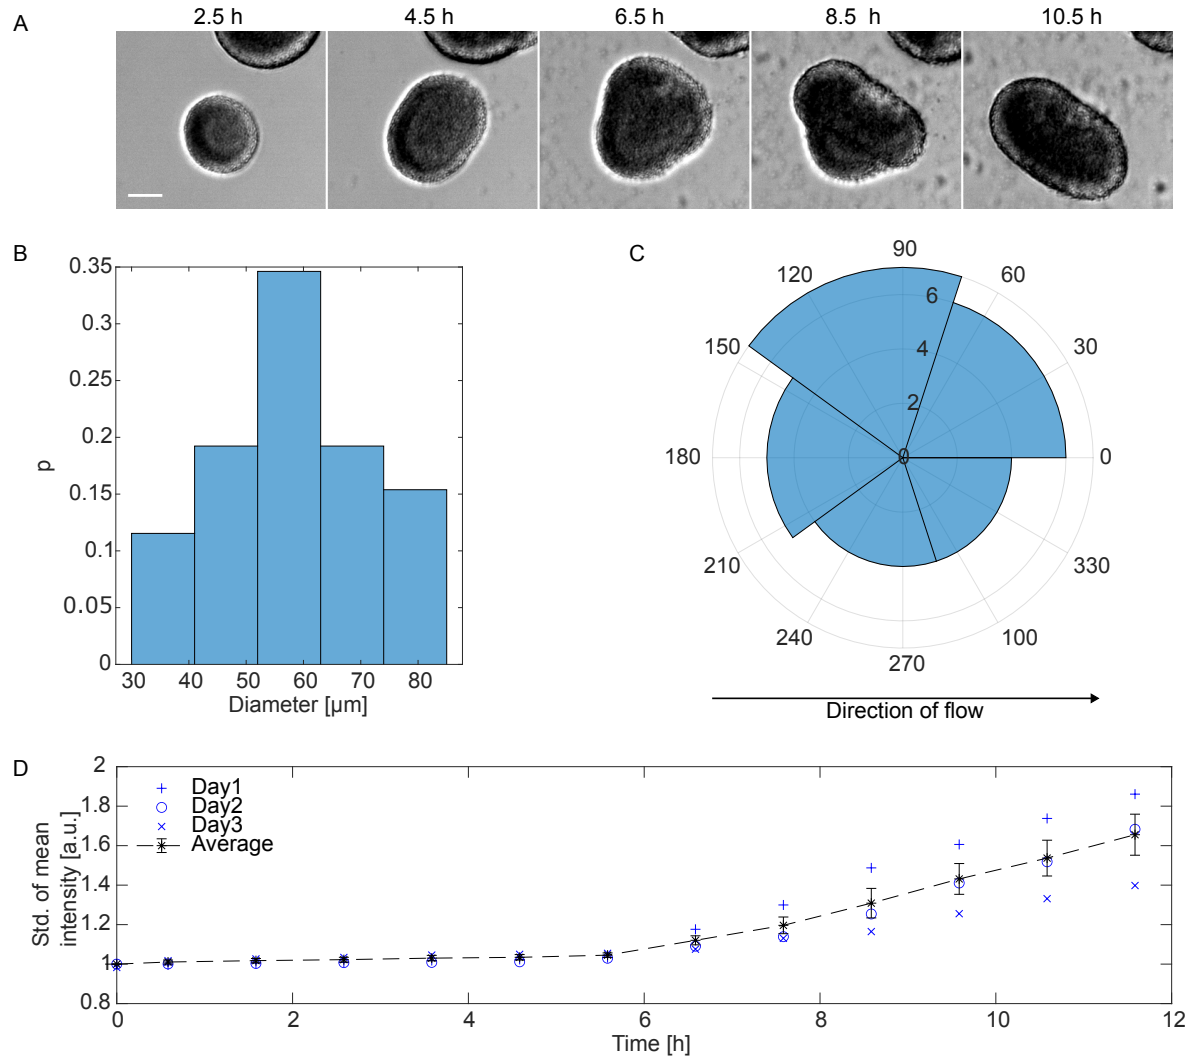 A
2.5 h 4.5 h 6.5 h 8.5 h 10.5 h
B
0.35
0.3
0.25
0.2
0.15
0.1
0.05
0
p
30 40 50 60 70 80
Diameter [µm]
C
90
120 60
150 30
180 0
210 330
240 100
270
6
4
2
0
Direction of flow
D
2
1.8
1.6
1.4
1.2
1
0.8
Std. of mean
intensity [a.u.]
Day1
Day2
Day3
Average
0 2 4 6 8 10 12
Time [h]